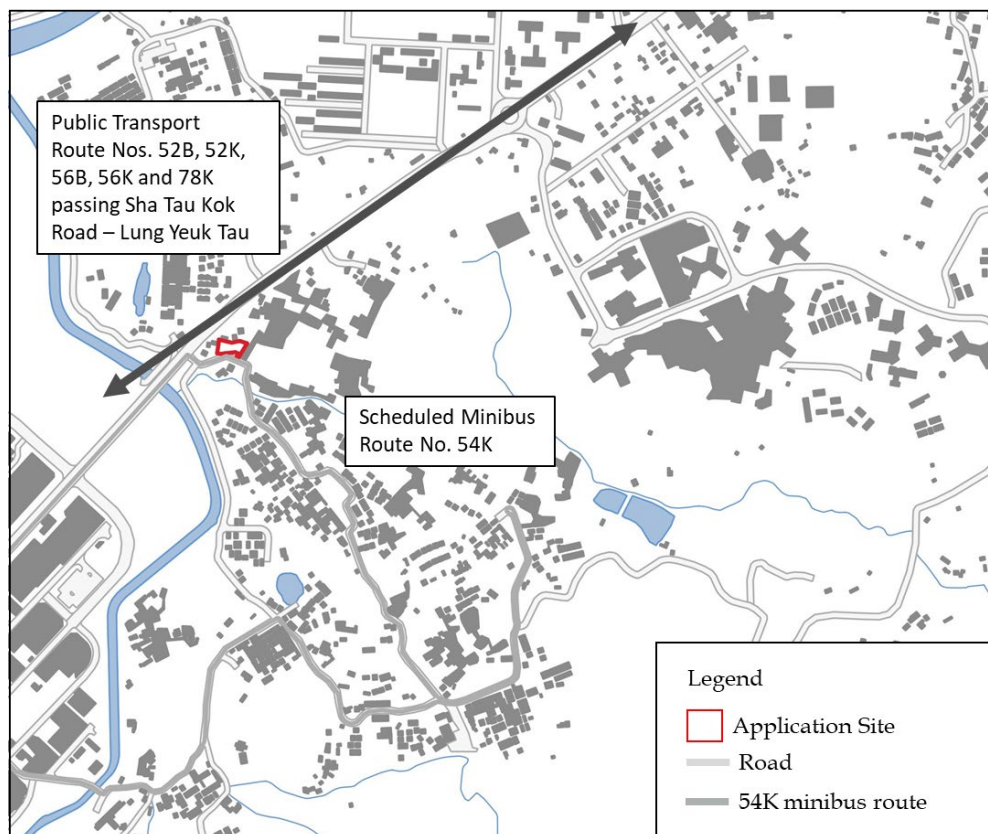 Public Transport
Route Nos. 52B, 52K,
56B, 56K and 78K
passing Sha Tau Kok
Road – Lung Yeuk Tau
Scheduled Minibus
Route No. 54K
Legend
Application Site
Road
54K minibus route